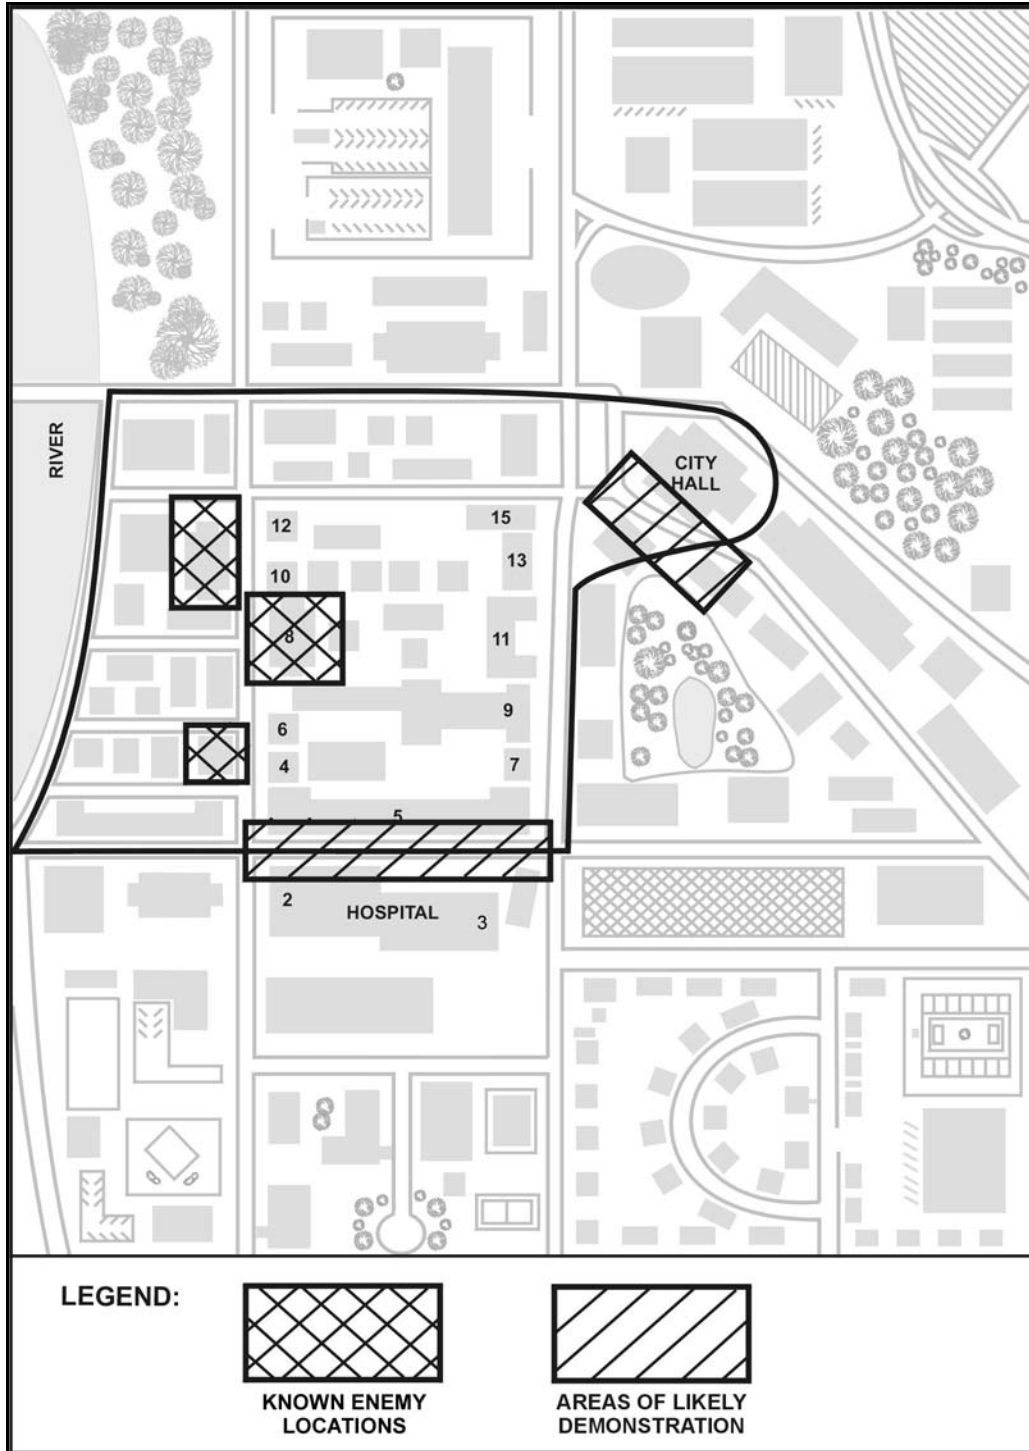 RIVER
CITY
HALL
12
15
13
10
8
11
9
6
4
7
5
2
HOSPITAL
3
LEGEND:
KNOWN ENEMY
LOCATIONS
AREAS OF LIKELY
DEMONSTRATION